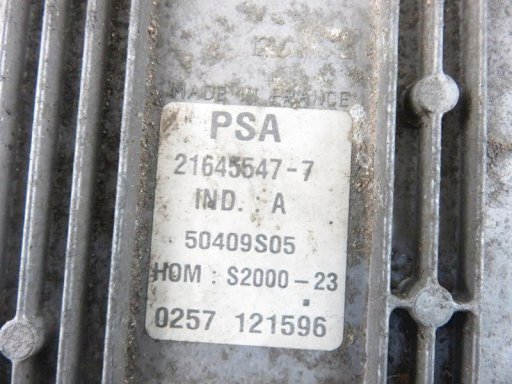 MADE IN FRANCE
PSA
21645547-7
IND. : A
50409S05
HOM : S2000-23
0257 121596